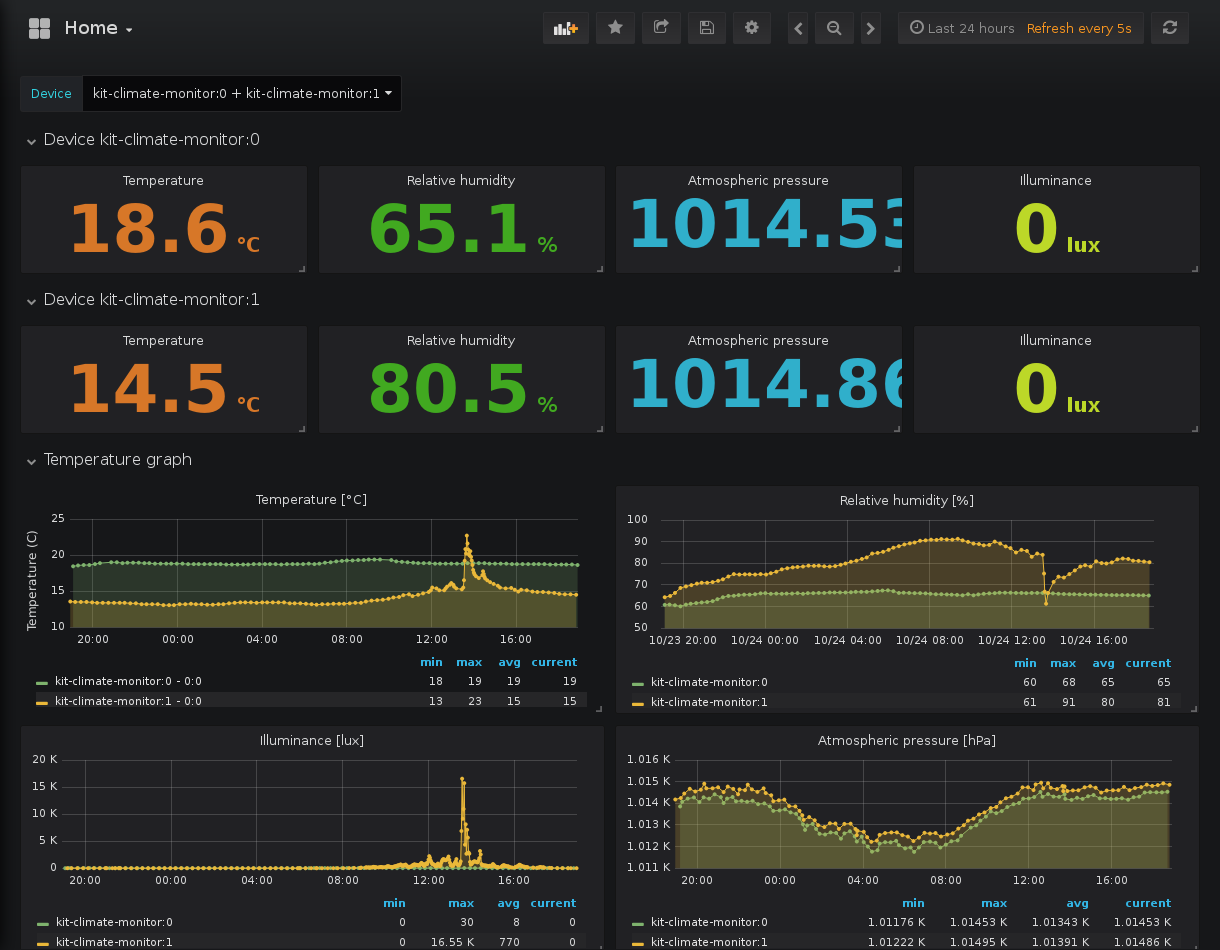 Home
Last 24 hours Refresh every 5s
Device kit-climate-monitor:0 + kit-climate-monitor:1
Device kit-climate-monitor:0
Temperature Relative humidity Atmospheric pressure Illuminance
18.6 °C 65.1 % 1014.53 0 lux
Device kit-climate-monitor:1
Temperature Relative humidity Atmospheric pressure Illuminance
14.5 °C 80.5 % 1014.86 0 lux
Temperature graph
Temperature [°C]
Temperature (C)
25
20
15
10
20:00 00:00 04:00 08:00 12:00 16:00
min max avg current
kit-climate-monitor:0 - 0:0 18 19 19 19
kit-climate-monitor:1 - 0:0 13 23 15 15
Relative humidity [%]
100
90
80
70
60
50
10/23 20:00 10/24 00:00 10/24 04:00 10/24 08:00 10/24 12:00 10/24 16:00
min max avg current
kit-climate-monitor:0 60 68 65 65
kit-climate-monitor:1 61 91 80 81
Illuminance [lux]
20 K
15 K
10 K
5 K
0
20:00 00:00 04:00 08:00 12:00 16:00
min max avg current
kit-climate-monitor:0 0 30 8 0
kit-climate-monitor:1 0 16.55 K 770 0
Atmospheric pressure [hPa]
1.016 K
1.015 K
1.014 K
1.013 K
1.012 K
1.011 K
20:00 00:00 04:00 08:00 12:00 16:00
min max avg current
kit-climate-monitor:0 1.01176 K 1.01453 K 1.01343 K 1.01453 K
kit-climate-monitor:1 1.01222 K 1.01495 K 1.01391 K 1.01486 K